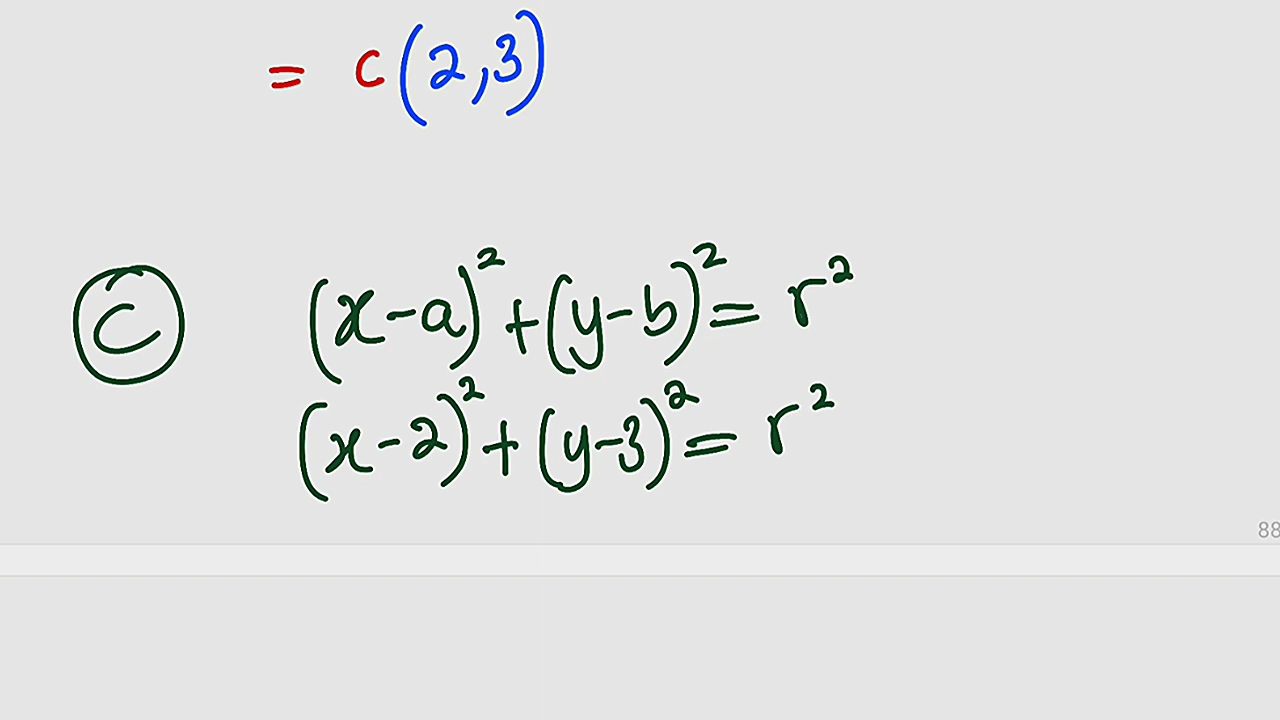 = C(2,3)
C (x-a)²+(y-b)²= r²
(x-2)²+(y-3)²= r²
88